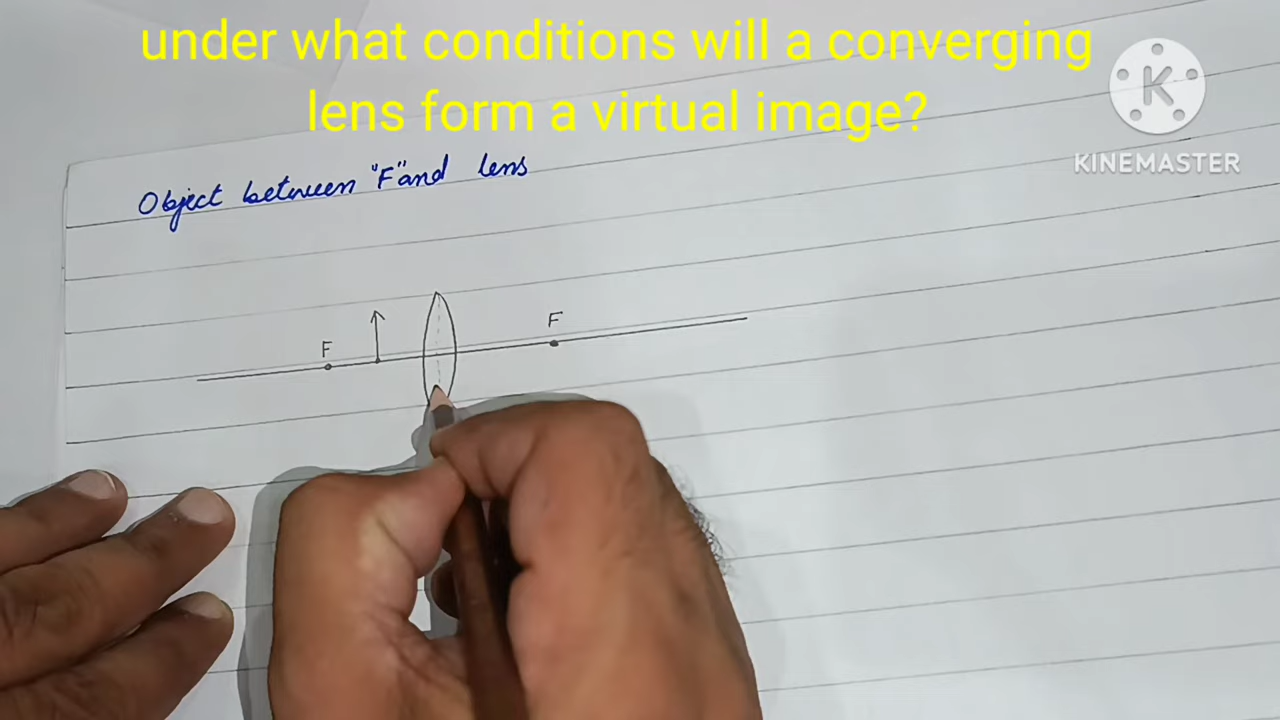 under what conditions will a converging
lens form a virtual image?
K
KINEMASTER
Object between "F" and lens
F
F